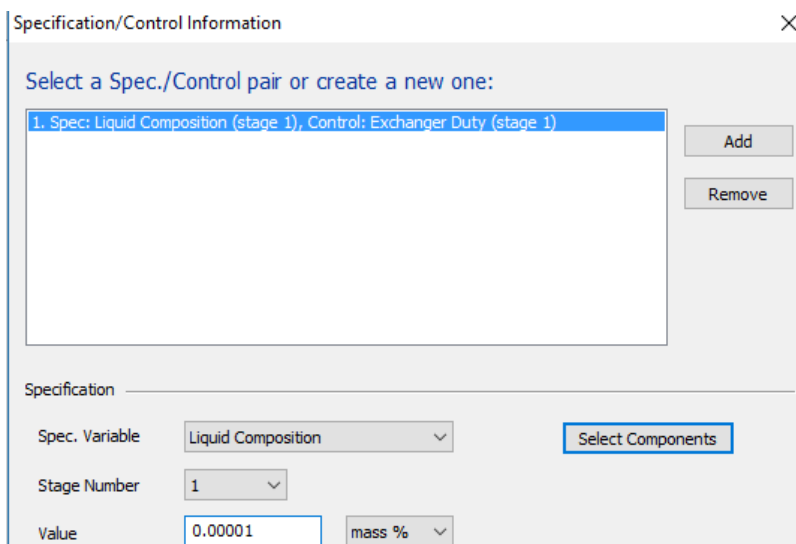 Specification/Control Information
Select a Spec./Control pair or create a new one:
1. Spec: Liquid Composition (stage 1), Control: Exchanger Duty (stage 1)
Add
Remove
Specification
Spec. Variable Liquid Composition Select Components
Stage Number 1
Value 0.00001 mass %